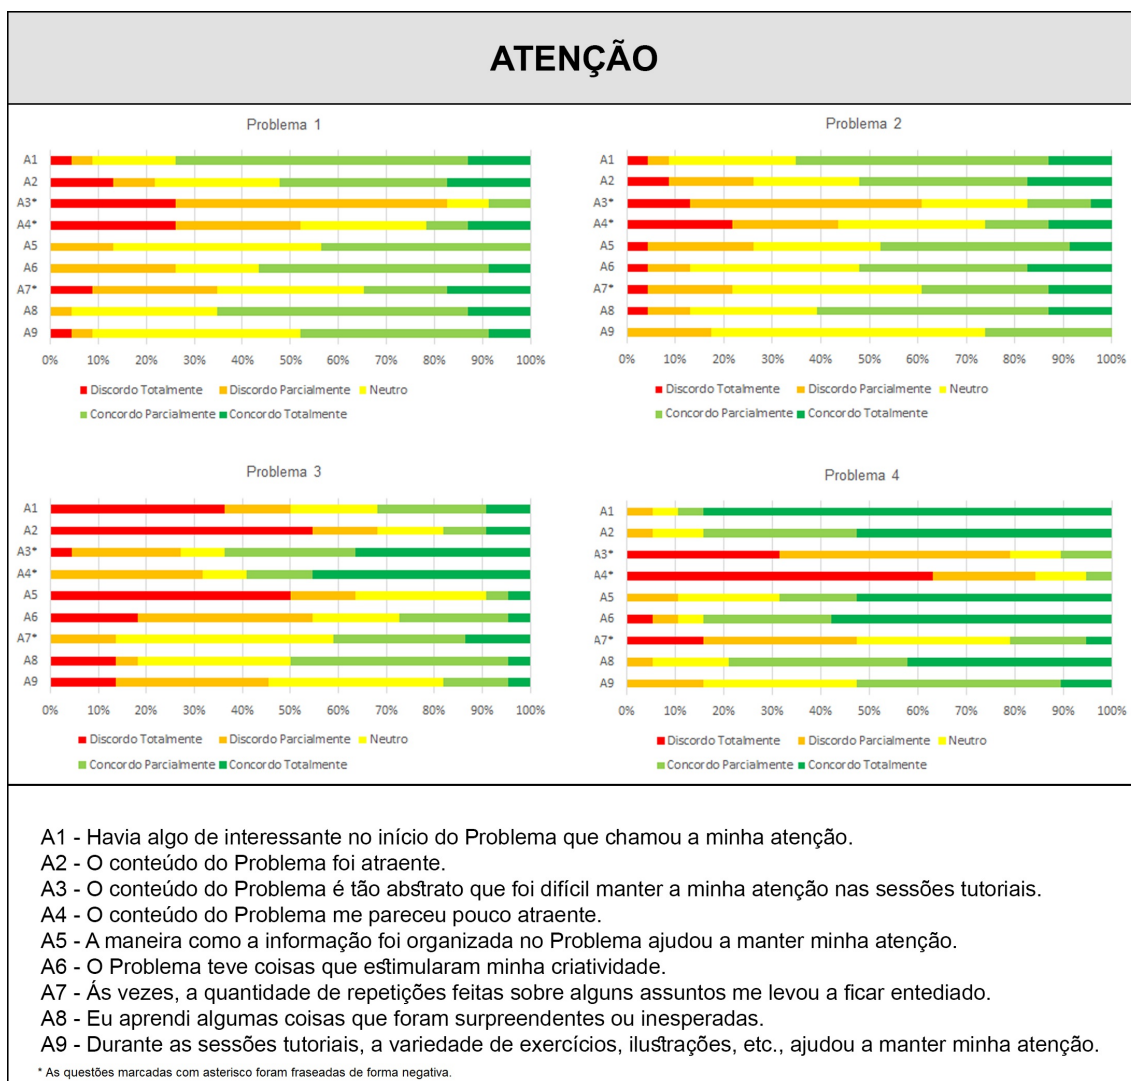 ATENÇÃO
Problema 1
A1
A2
A3*
A4*
A5
A6
A7*
A8
A9
0% 10% 20% 30% 40% 50% 60% 70% 80% 90% 100%
Discordo Totalmente Discordo Parcialmente Neutro
Concordo Parcialmente Concordo Totalmente
Problema 2
A1
A2
A3*
A4*
A5
A6
A7*
A8
A9
0% 10% 20% 30% 40% 50% 60% 70% 80% 90% 100%
Discordo Totalmente Discordo Parcialmente Neutro
Concordo Parcialmente Concordo Totalmente
Problema 3
A1
A2
A3*
A4*
A5
A6
A7*
A8
A9
0% 10% 20% 30% 40% 50% 60% 70% 80% 90% 100%
Discordo Totalmente Discordo Parcialmente Neutro
Concordo Parcialmente Concordo Totalmente
Problema 4
A1
A2
A3*
A4*
A5
A6
A7*
A8
A9
0% 10% 20% 30% 40% 50% 60% 70% 80% 90% 100%
Discordo Totalmente Discordo Parcialmente Neutro
Concordo Parcialmente Concordo Totalmente
A1 - Havia algo de interessante no início do Problema que chamou a minha atenção.
A2 - O conteúdo do Problema foi atraente.
A3 - O conteúdo do Problema é tão abstrato que foi difícil manter a minha atenção nas sessões tutoriais.
A4 - O conteúdo do Problema me pareceu pouco atraente.
A5 - A maneira como a informação foi organizada no Problema ajudou a manter minha atenção.
A6 - O Problema teve coisas que estimularam minha criatividade.
A7 - Ás vezes, a quantidade de repetições feitas sobre alguns assuntos me levou a ficar entediado.
A8 - Eu aprendi algumas coisas que foram surpreendentes ou inesperadas.
A9 - Durante as sessões tutoriais, a variedade de exercícios, ilustrações, etc., ajudou a manter minha atenção.
* As questões marcadas com asterisco foram fraseadas de forma negativa.